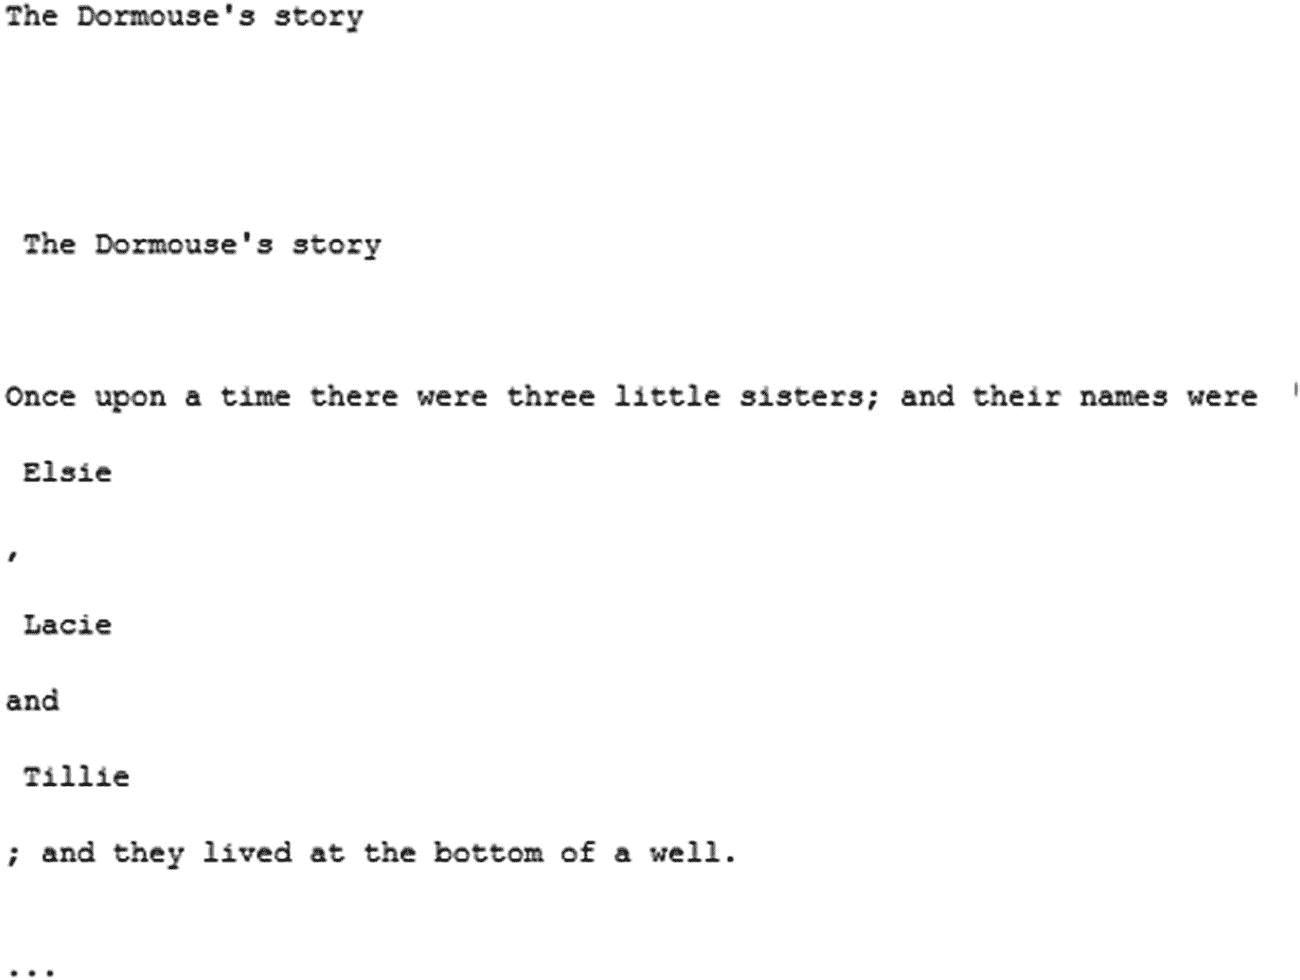 The Dormouse's story
The Dormouse's story
Once upon a time there were three little sisters; and their names were
Elsie
,
Lacie
and
Tillie
; and they lived at the bottom of a well.
...